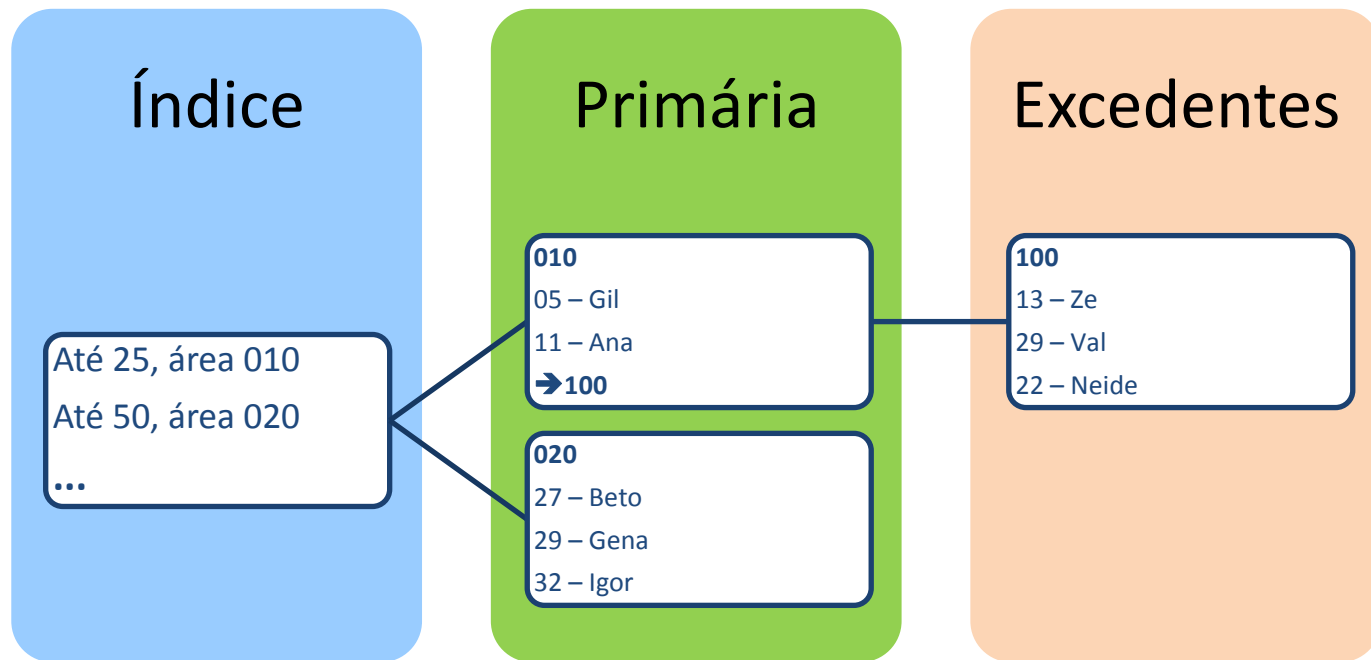 Índice
Até 25, área 010
Até 50, área 020
...
Primária
010
05 – Gil
11 – Ana
➔100
020
27 – Beto
29 – Gena
32 – Igor
Excedentes
100
13 – Ze
29 – Val
22 – Neide